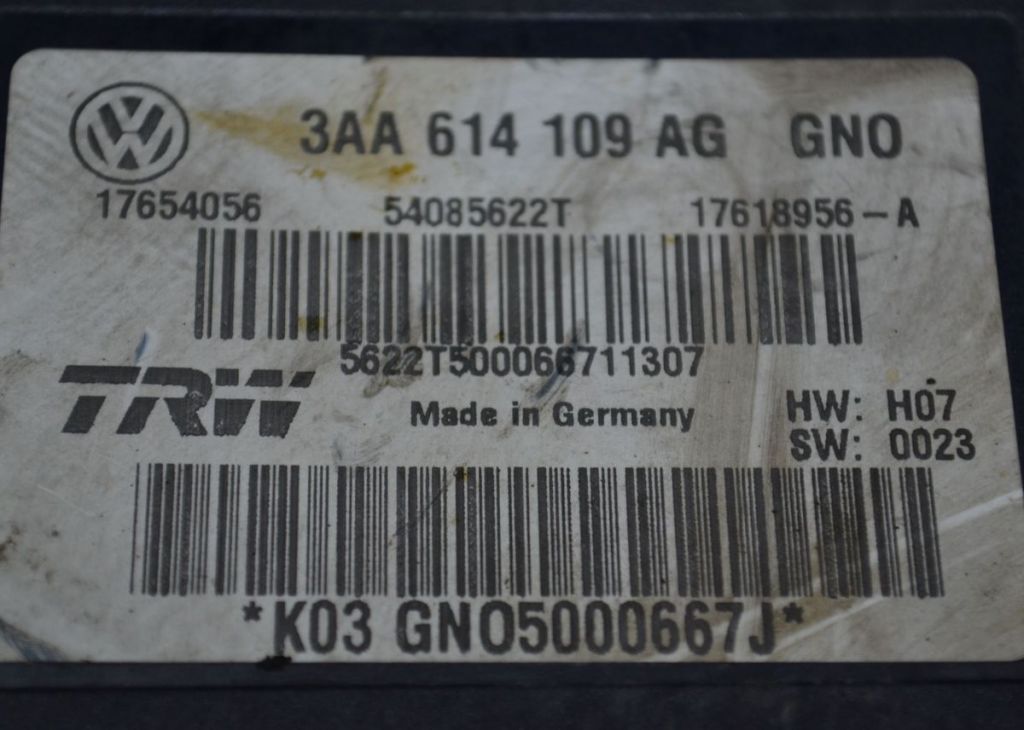 3AA 614 109 AG GNO
17654056 54085622T 17618956-A
5622T500066711307
TRW Made in Germany HW: H07
SW: 0023
*K03 GNO5000667J*